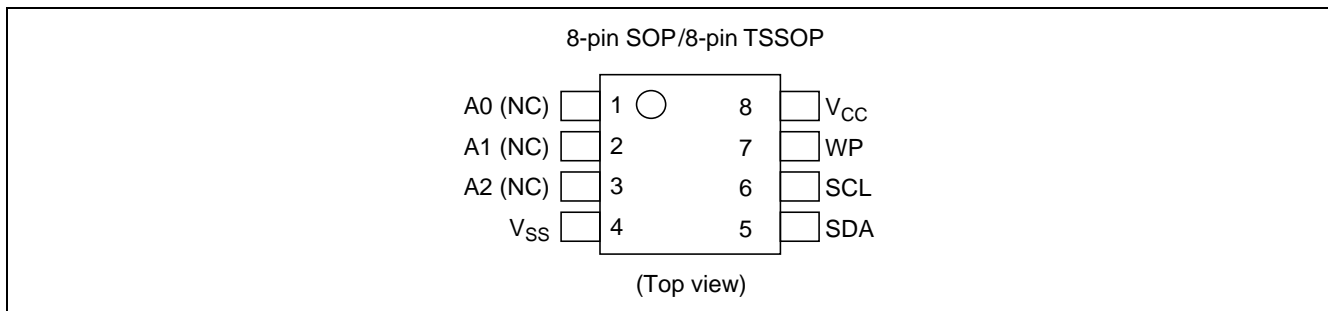 8-pin SOP/8-pin TSSOP
A0 (NC) 1 8 VCC
A1 (NC) 2 7 WP
A2 (NC) 3 6 SCL
VSS 4 5 SDA
(Top view)